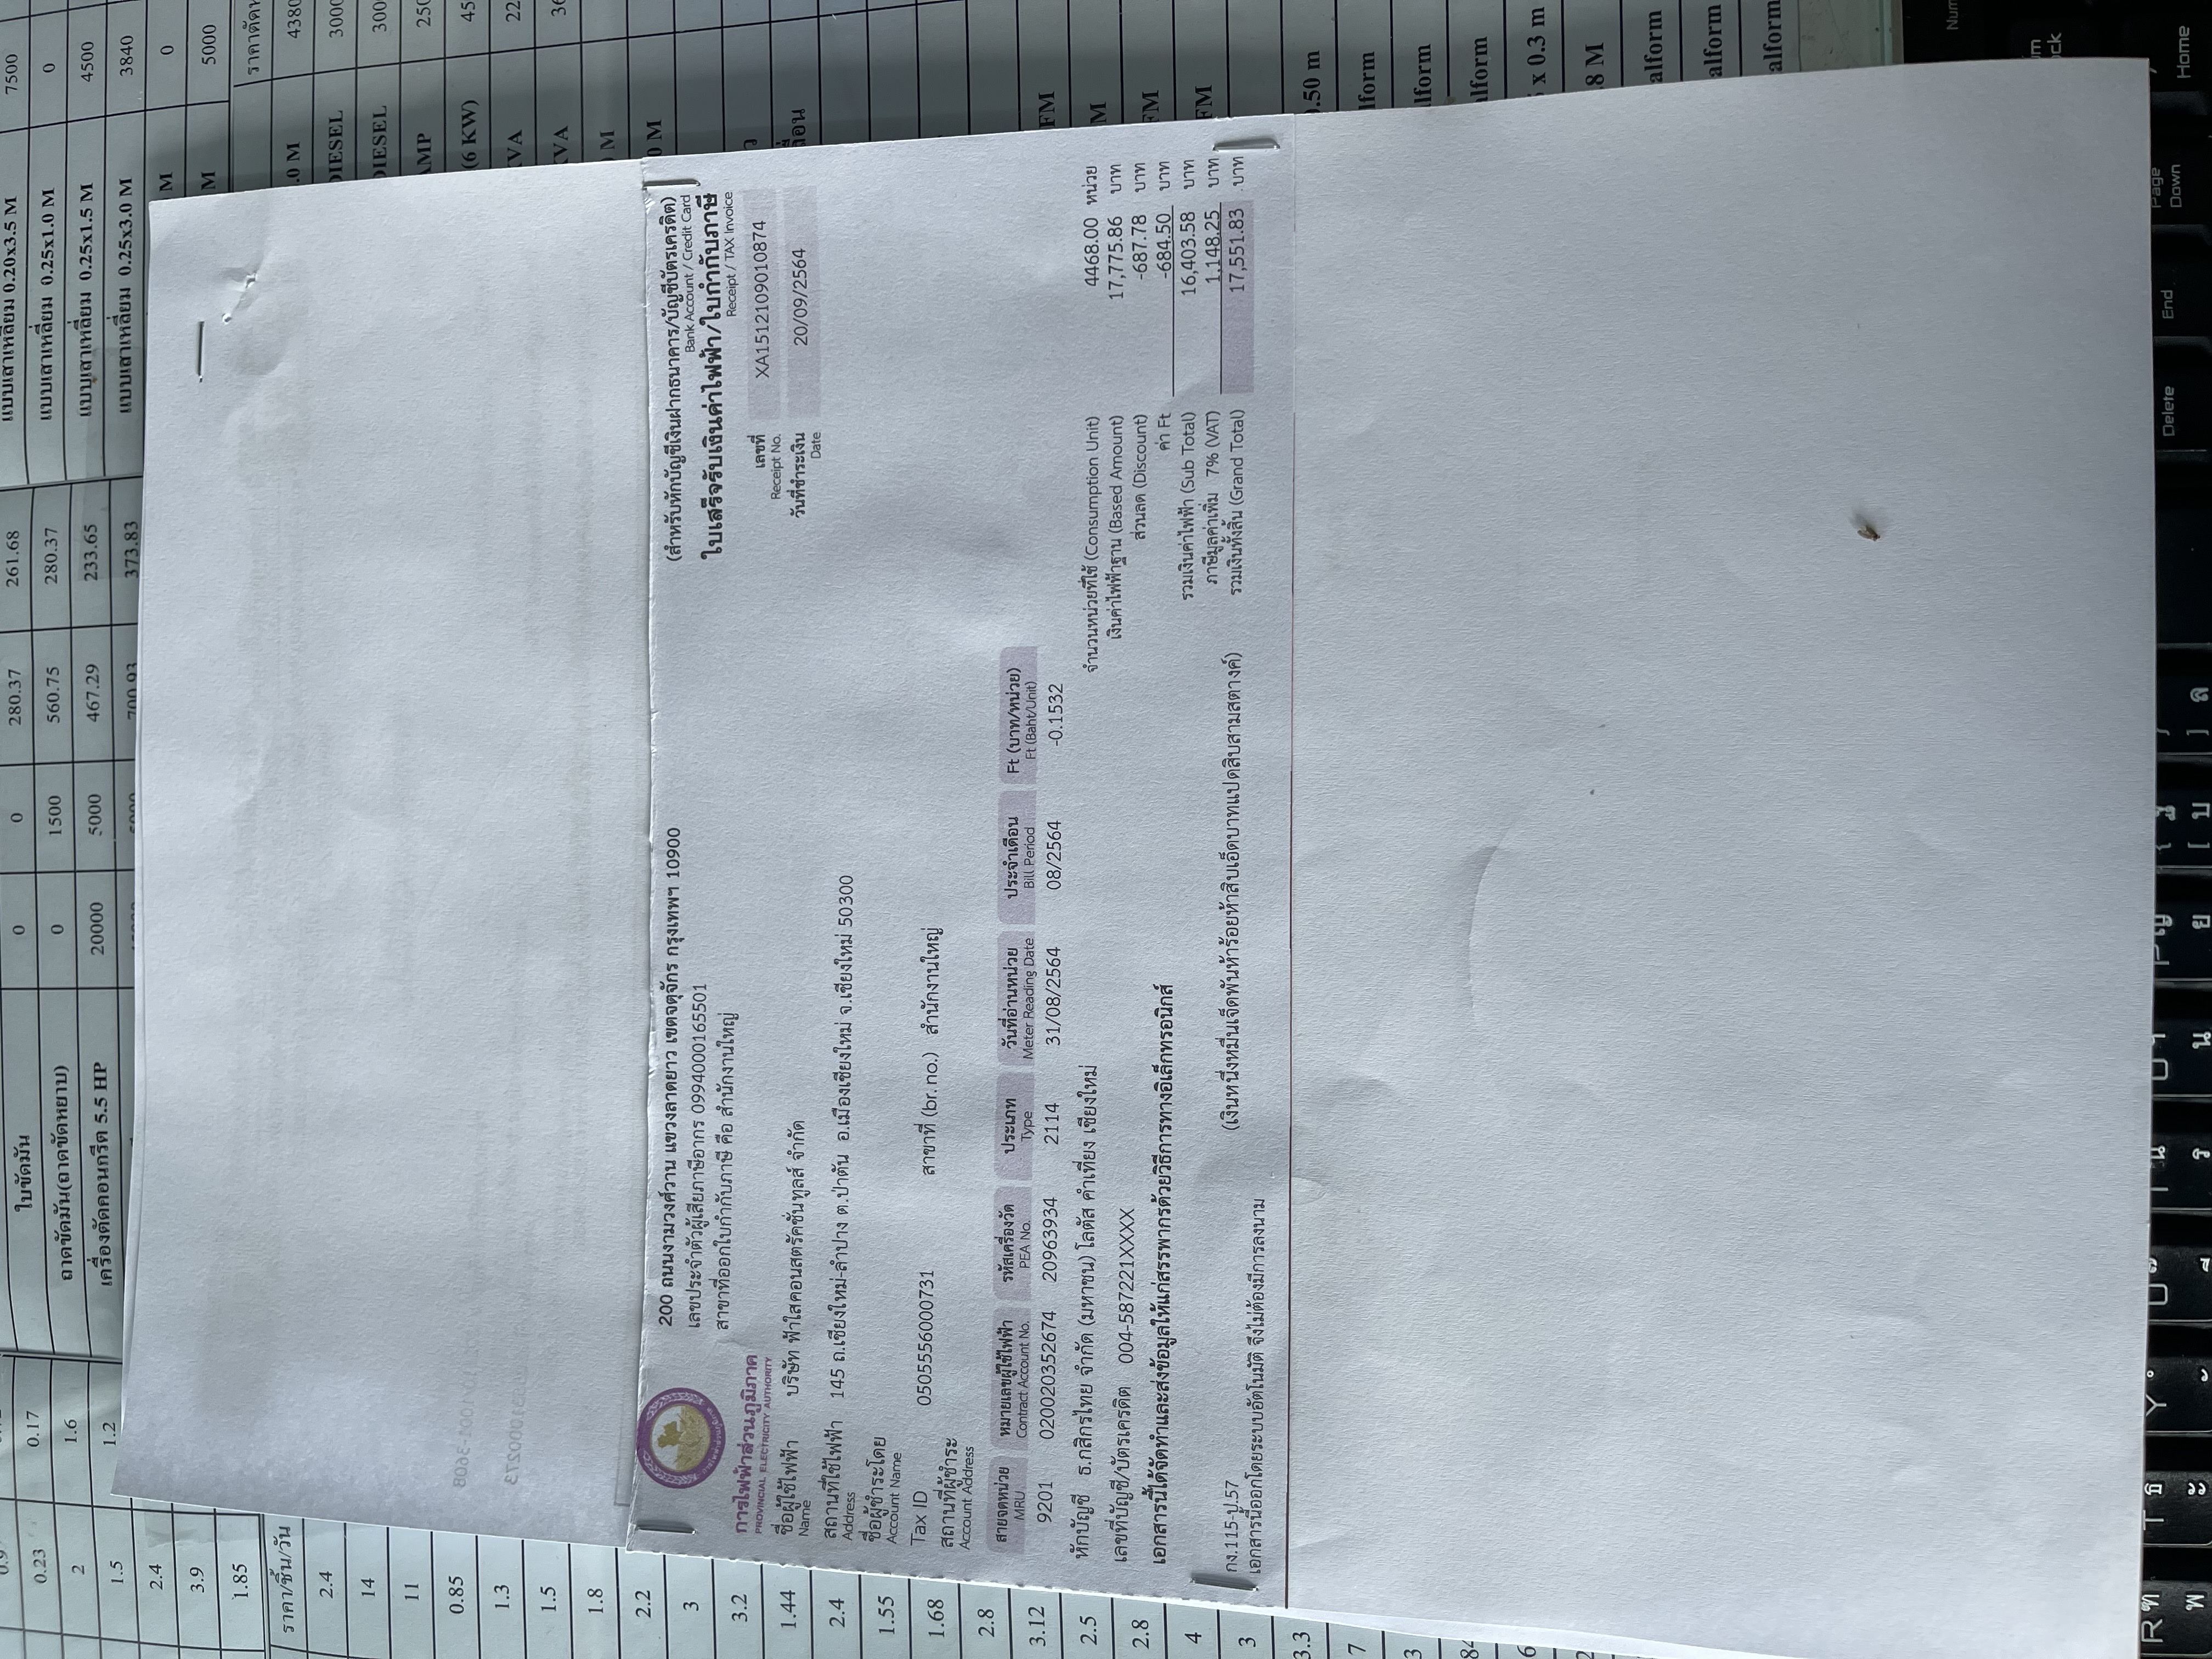 0.23 0.17 ใบขัดมัน 0 0 280.37 261.68 แบบเสาเหลี่ยม 0.20x3.5 M 7500
2 1.6 ถาดขัดมัน(ถาดขัดหยาบ) 0 1500 560.75 280.37 แบบเสาเหลี่ยม 0.25x1.0 M 0
1.5 1.2 เครื่องตัดคอนกรีต 5.5 HP 20000 5000 467.29 233.65 แบบเสาเหลี่ยม 0.25x1.5 M 4500
2.4 700.93 373.83 แบบเสาเหลี่ยม 0.25x3.0 M 3840
3.9 M 0
1.85 M 5000
ราคา/ชิ้น/วัน
2.4 .0 M
14 DIESEL
11 DIESEL
0.85 AMP
1.3 (6 KW)
1.5 KVA
1.8 KVA
2.2 M
3 0 M
3.2
1.44
2.4
1.55
1.68
2.8
3.12 FM
2.5 M
2.8 FM
4 FM
3
3.3 0.50 m
7
alform
x 0.3 m
.8 M
alform
alform
alform
200 ถนนงามวงศ์วาน แขวงลาดยาว เขตจตุจักร กรุงเทพฯ 10900
เลขประจำตัวผู้เสียภาษีอากร 0994000165501
สาขาที่ออกใบกำกับภาษี คือ สำนักงานใหญ่
(สำหรับหักบัญชีเงินฝากธนาคาร/บัญชีบัตรเครดิต)
Bank Account / Credit Card
ใบเสร็จรับเงินค่าไฟฟ้า/ใบกำกับภาษี
Receipt / TAX Invoice
การไฟฟ้าส่วนภูมิภาค
PROVINCIAL ELECTRICITY AUTHORITY
เลขที่ XA1512109010874
Receipt No.
วันที่ชำระเงิน 20/09/2564
Date
ชื่อผู้ใช้ไฟฟ้า บริษัท ฟ้าใสคอนสตรัคชั่นทูลส์ จำกัด
Name
สถานที่ใช้ไฟฟ้า 145 ถ.เชียงใหม่-ลำปาง ต.ป่าตัน อ.เมืองเชียงใหม่ จ.เชียงใหม่ 50300
Address
ชื่อผู้ชำระโดย
Account Name
Tax ID 0505556000731 สาขาที่ (br. no.) สำนักงานใหญ่
สถานที่ผู้ชำระ
Account Address
สายจดหน่วย หมายเลขผู้ใช้ไฟฟ้า รหัสเครื่องวัด ประเภท วันที่อ่านหน่วย ประจำเดือน Ft (บาท/หน่วย)
MRU Contract Account No. PEA No. Type Meter Reading Date Bill Period Ft (Baht/Unit)
9201 020020352674 20963934 2114 31/08/2564 08/2564 -0.1532
หักบัญชี ธ.กสิกรไทย จำกัด (มหาชน) โลตัส คำเที่ยง เชียงใหม่
เลขที่บัญชี/บัตรเครดิต 004-587221XXXX
เอกสารนี้ได้จัดทำและส่งข้อมูลให้แก่สรรพากรด้วยวิธีการทางอิเล็กทรอนิกส์
จำนวนหน่วยที่ใช้ (Consumption Unit) 4468.00 หน่วย
เงินค่าไฟฟ้าฐาน (Based Amount) 17,775.86 บาท
ส่วนลด (Discount) -687.78 บาท
ค่า Ft -684.50 บาท
รวมเงินค่าไฟฟ้า (Sub Total) 16,403.58 บาท
ภาษีมูลค่าเพิ่ม 7% (VAT) 1,148.25 บาท
รวมเงินทั้งสิ้น (Grand Total) 17,551.83 บาท
กง.115-ป.57 (เงินหนึ่งหมื่นเจ็ดพันห้าร้อยห้าสิบเอ็ดบาทแปดสิบสามสตางค์)
เอกสารนี้ออกโดยระบบอัตโนมัติ จึงไม่ต้องมีการลงนาม
Delete End Page Down Home